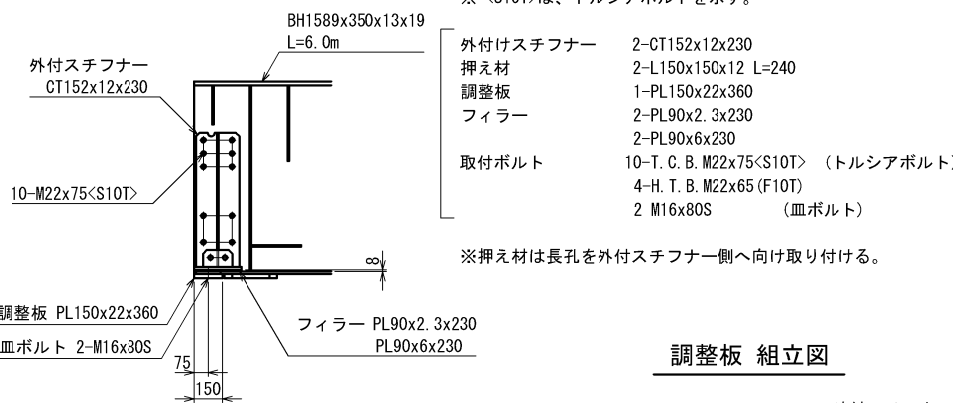 ※ <S10T>は、トルシアボルトを示す。
BH1589x350x13x19
L=6.0m
外付スチフナー
CT152x12x230
10-M22x75<S10T>
調整板 PL150x22x360
皿ボルト 2-M16x80S
75
150
8
フィラー PL90x2.3x230
PL90x6x230
外付けスチフナー 2-CT152x12x230
押え材 2-L150x150x12 L=240
調整板 1-PL150x22x360
フィラー 2-PL90x2.3x230
2-PL90x6x230
取付ボルト 10-T.C.B.M22x75<S10T> (トルシアボルト)
4-H.T.B.M22x65(F10T)
2 M16x80S (皿ボルト)
※押え材は長孔を外付スチフナー側へ向け取り付ける。
調整板 組立図